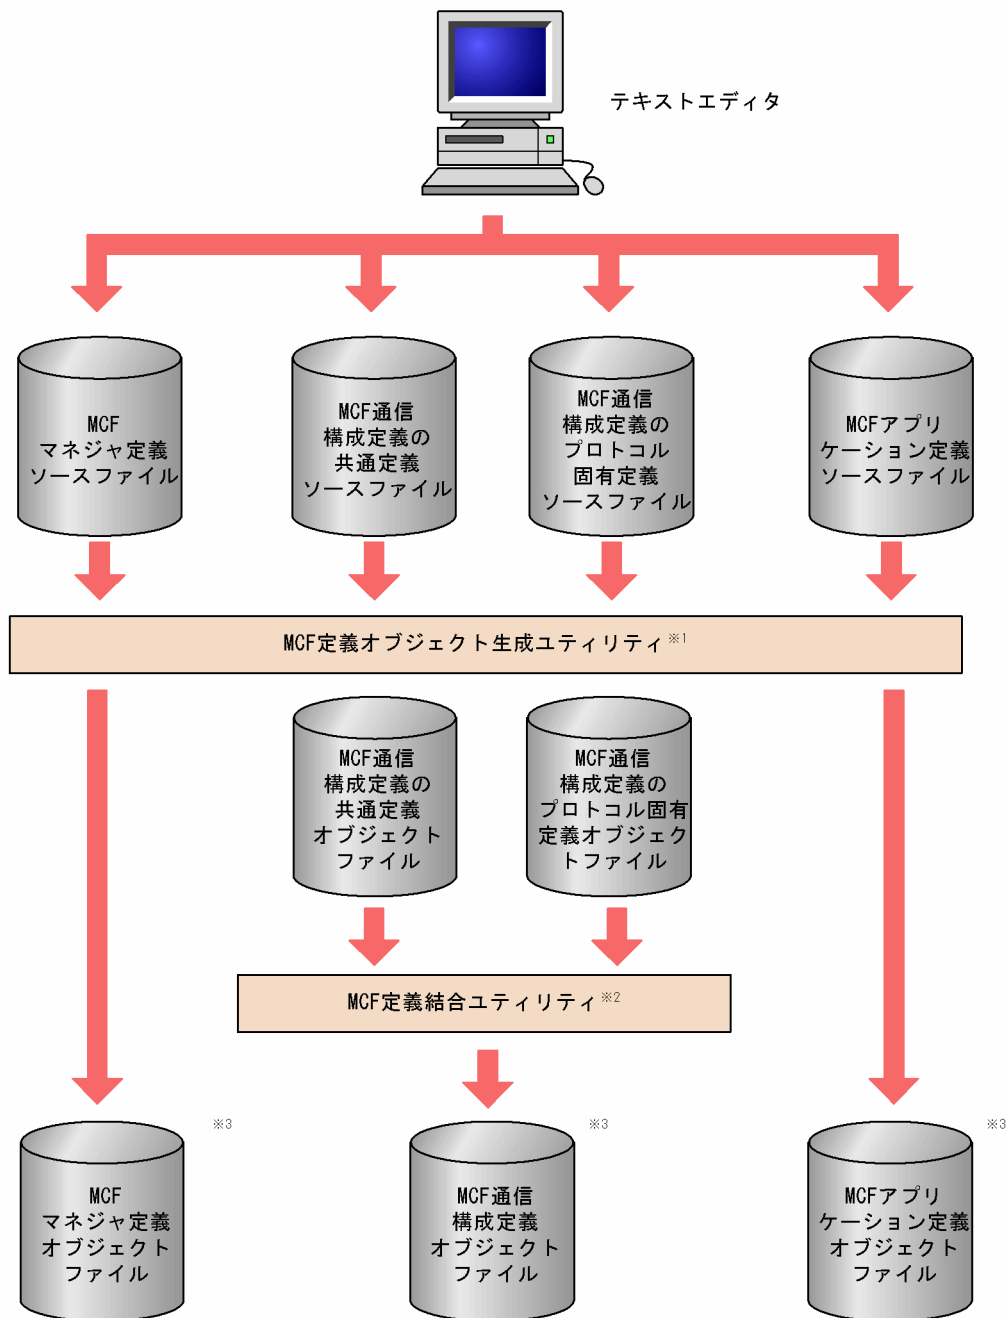 テキストエディタ
MCF
マネジャ定義
ソースファイル
MCF通信
構成定義の
共通定義
ソースファイル
MCF通信
構成定義の
プロトコル
固有定義
ソースファイル
MCFアプリ
ケーション定義
ソースファイル
MCF定義オブジェクト生成ユティリティ※1
MCF通信
構成定義の
共通定義
オブジェクト
ファイル
MCF通信
構成定義の
プロトコル固有
定義オブジェク
トファイル
MCF定義結合ユティリティ※2
※3
MCF
マネジャ定義
オブジェクト
ファイル
※3
MCF通信
構成定義
オブジェクト
ファイル
※3
MCFアプリ
ケーション定義
オブジェクト
ファイル